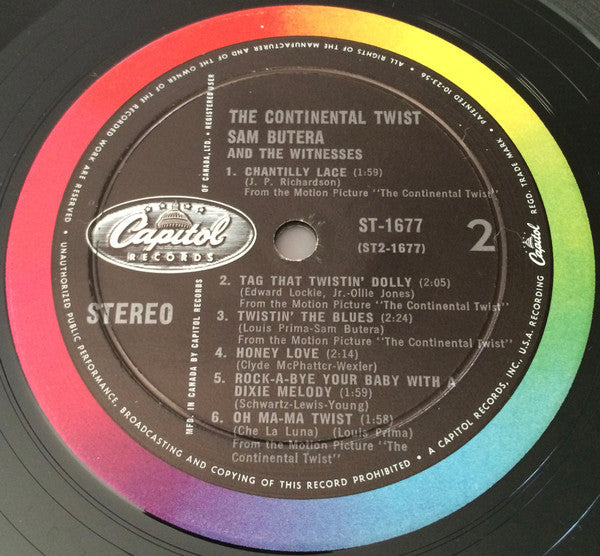 THE CONTINENTAL TWIST
SAM BUTERA
AND THE WITNESSES
1. CHANTILLY LACE (1:59)
(J. P. Richardson)
From the Motion Picture "The Continental Twist"
Capitol
RECORDS
ST-1677
(ST2-1677)
2
STEREO
2. TAG THAT TWISTIN' DOLLY (2:05)
(Edward Lockie, Jr.-Ollie Jones)
From the Motion Picture "The Continental Twist"
3. TWISTIN' THE BLUES (2:24)
(Louis Prima-Sam Butera)
From the Motion Picture "The Continental Twist"
4. HONEY LOVE (2:14)
(Clyde McPhattcr-Wexler)
5. ROCK-A-BYE YOUR BABY WITH A
DIXIE MELODY (1:59)
(Schwartz-Lewis-Young)
6. OH MA-MA TWIST (1:58)
(Che La Luna) (Louis Prima)
From the Motion Picture "The
Continental Twist"
MFD. IN CANADA BY CAPITOL RECORDS OF CANADA, LTD. • REGISTERED USER
ALL RIGHTS OF THE MANUFACTURER AND OF THE OWNER OF THE RECORDED WORK ARE RESERVED • UNAUTHORIZED PUBLIC PERFORMANCE, BROADCASTING AND COPYING OF THIS RECORD PROHIBITED • A CAPITOL RECORDS, INC., U.S.A. RECORDING
Capitol REG. TRADE MARK • PATENTED 10-23-56